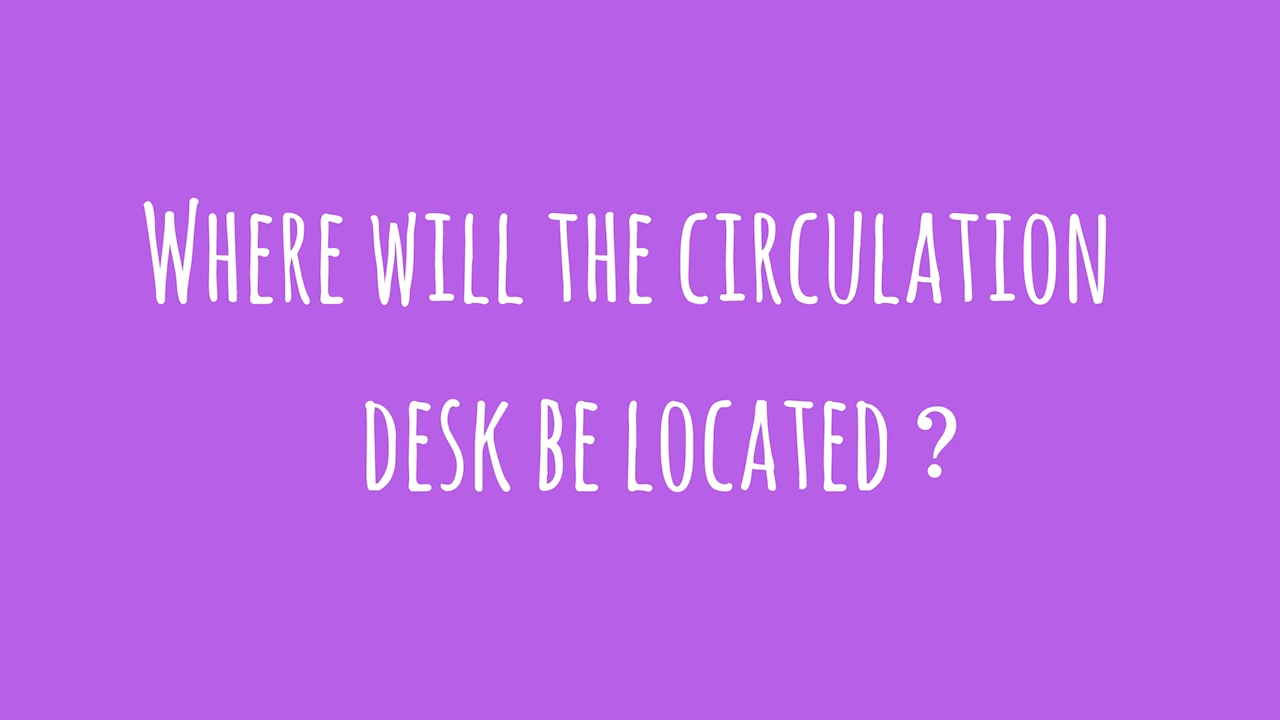 Where will the circulation
desk be located ?